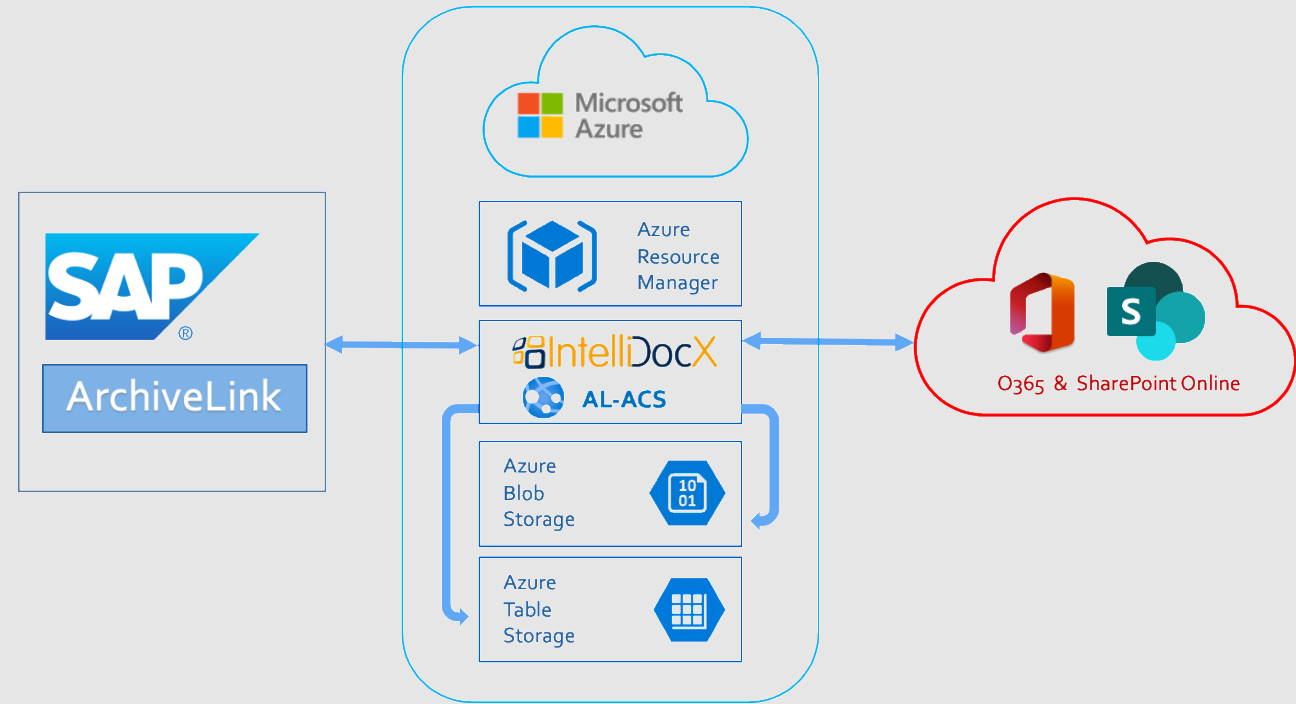 Microsoft
Azure
SAP
®
ArchiveLink
Azure
Resource
Manager
IntelliDocX
AL-ACS
Azure
Blob
Storage
10
01
Azure
Table
Storage
S
O365 & SharePoint Online